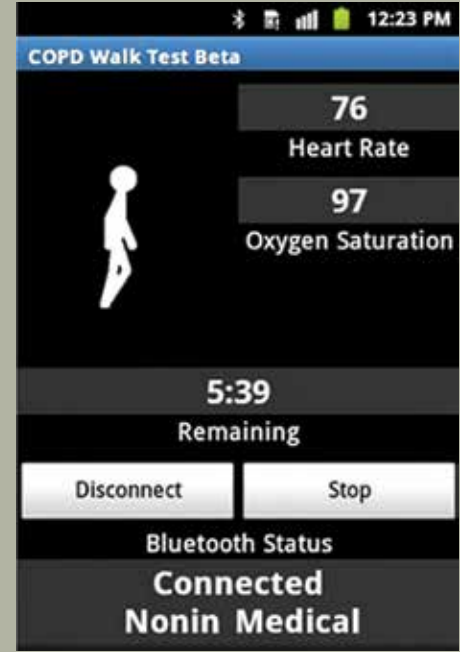 12:23 PM
COPD Walk Test Beta
76
Heart Rate
97
Oxygen Saturation
5:39
Remaining
Disconnect
Stop
Bluetooth Status
Connected
Nonin Medical